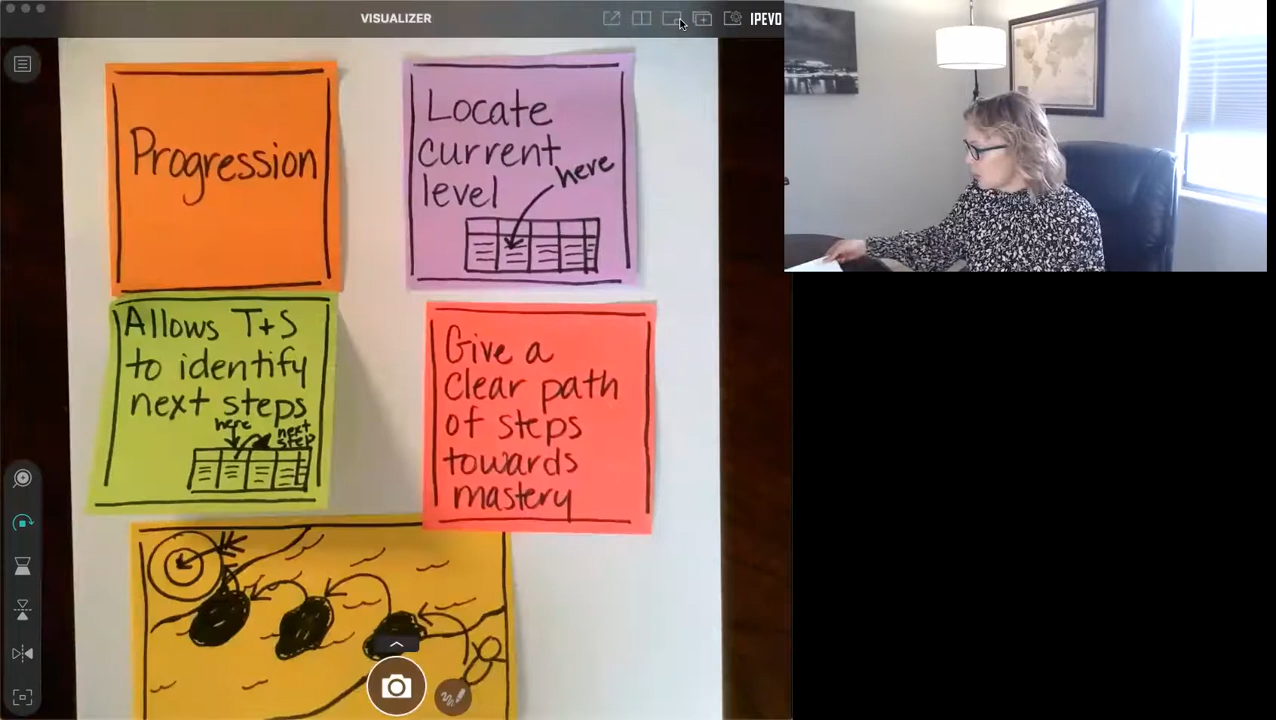 VISUALIZER
IPEVO
Progression
Locate
current
level
here
Allows T+S
to identify
next steps
here
next
step
Give a
clear path
of steps
towards
mastery